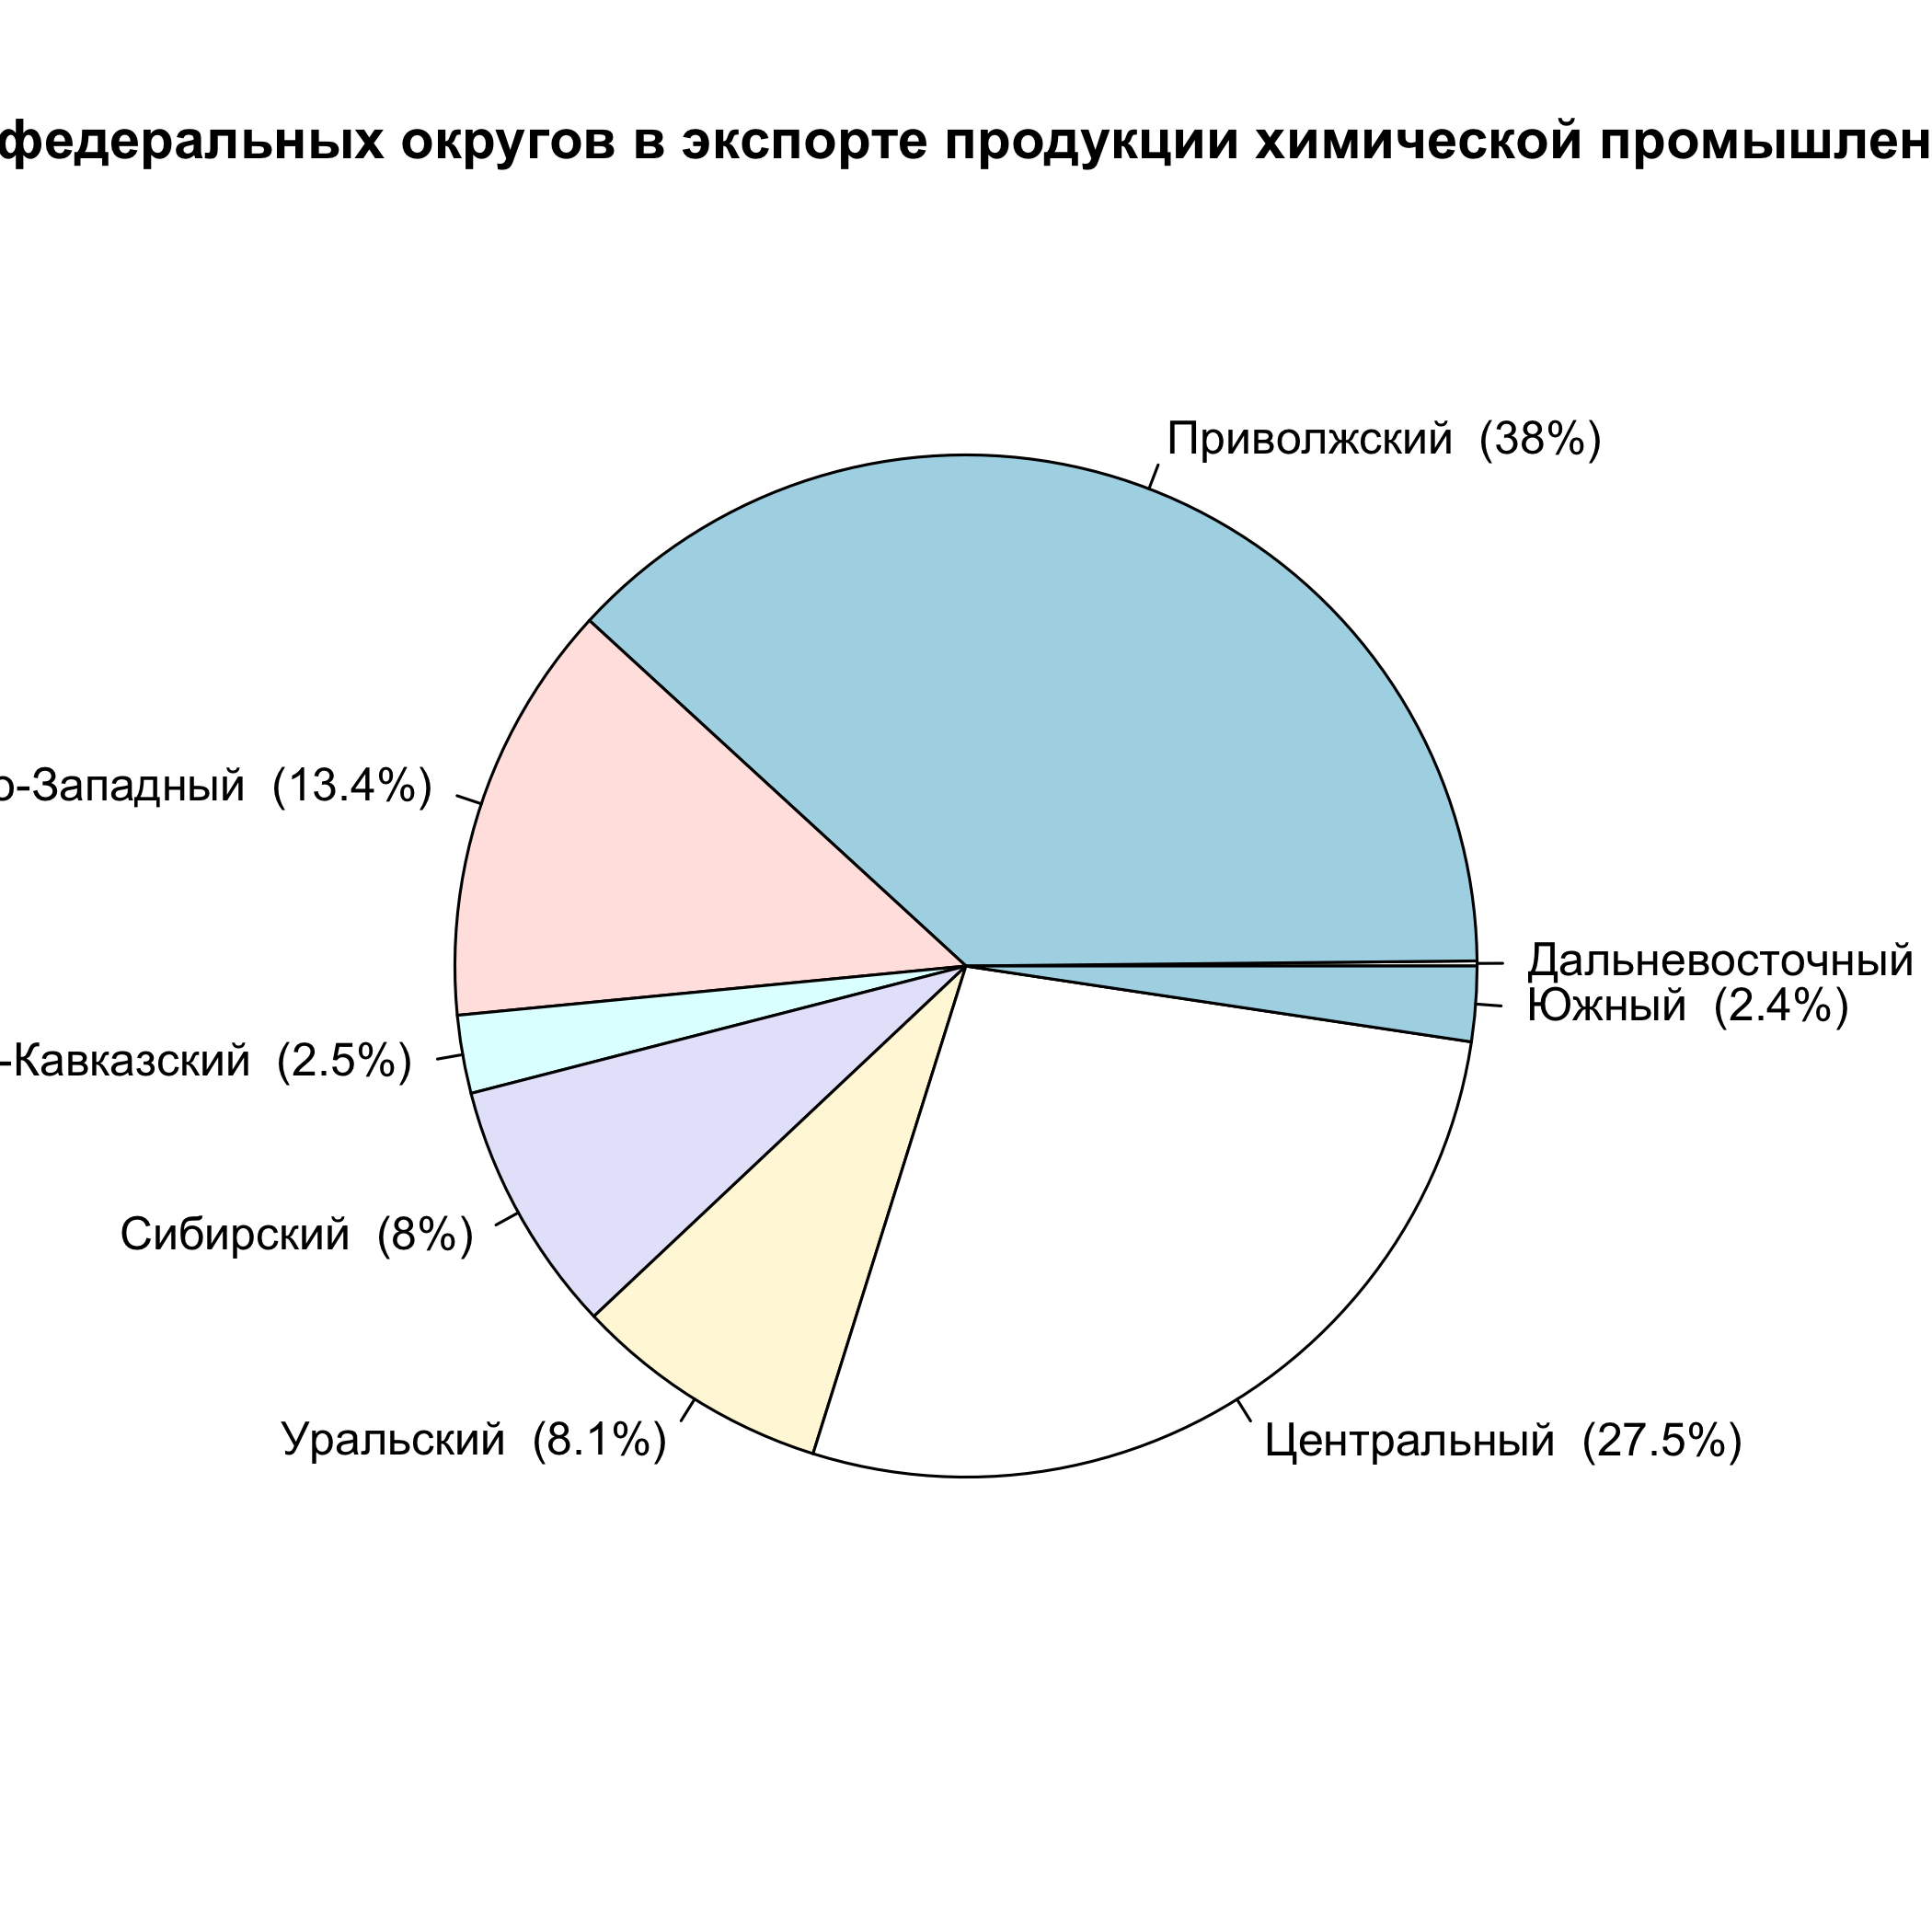 федеральных округов в экспорте продукции химической промышлен
Приволжский (38%)
о-Западный (13.4%)
Дальневосточный
Южный (2.4%)
-Кавказский (2.5%)
Сибирский (8%)
Уральский (8.1%)
Центральный (27.5%)